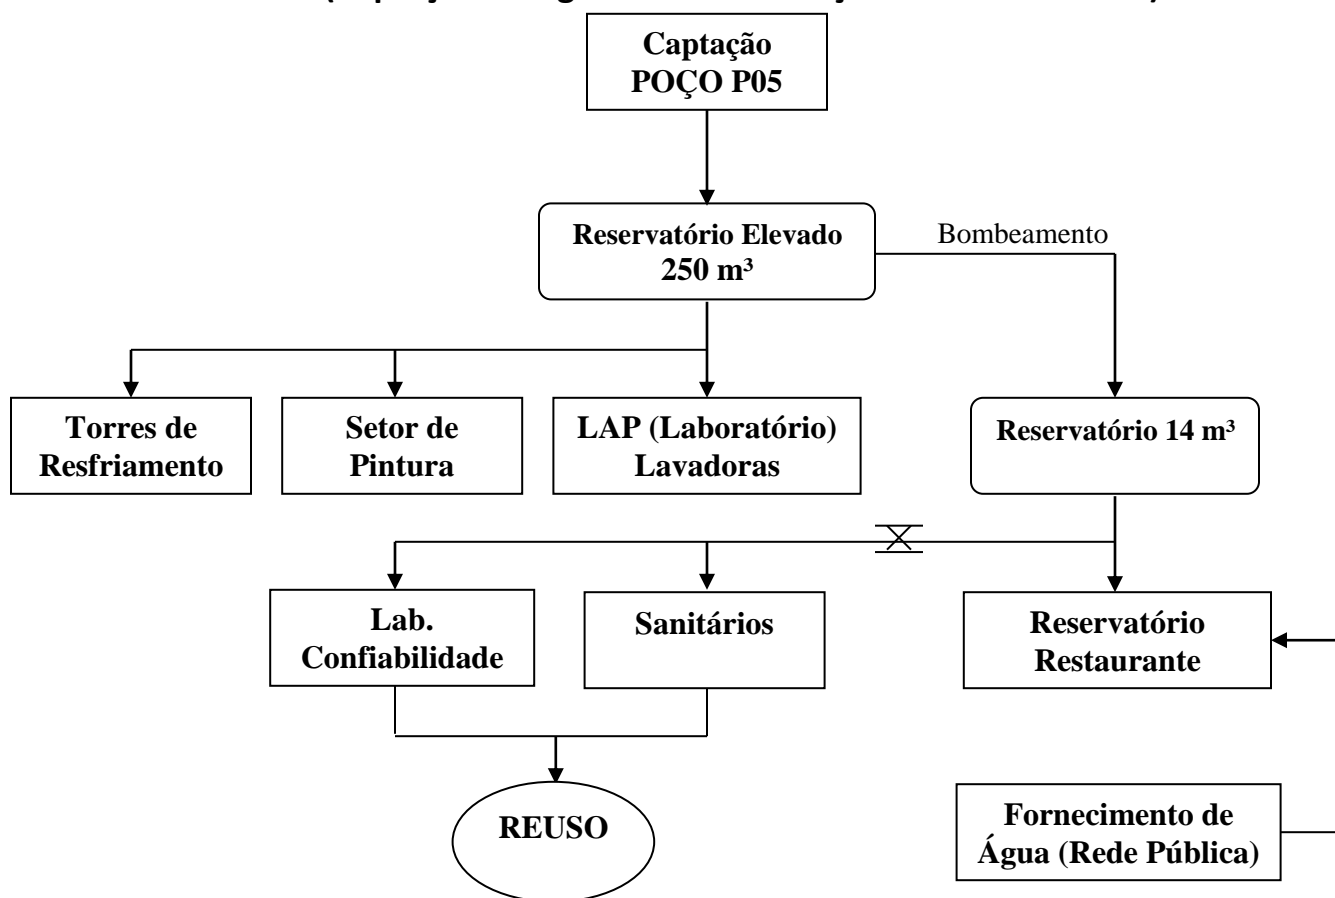 Captação
POÇO P05
Reservatório Elevado
250 m³
Bombeamento
Torres de
Resfriamento
Setor de
Pintura
LAP (Laboratório)
Lavadoras
Reservatório 14 m³
Lab.
Confiabilidade
Sanitários
Reservatório
Restaurante
REUSO
Fornecimento de
Água (Rede Pública)